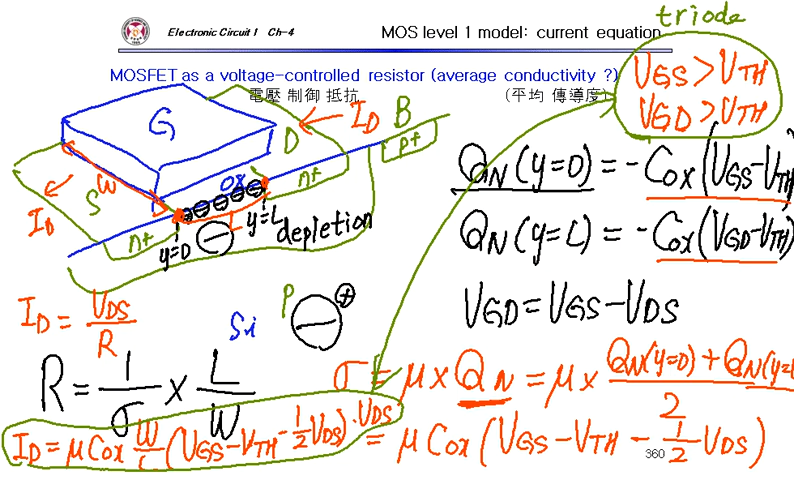 Electronic Circuit 1 Ch-4
MOS level 1 model: current equation
triode
MOSFET as a voltage-controlled resistor (average conductivity ?)
電壓 制御 抵抗
(平均 傳導度)
VGS > VTH
VGD > VTH
G
D
ID
B
P+
n+
ox
W
S
ID
n+
y=0
y=L
depletion
QN(y=0) = -Cox(VGS-VTH)
QN(y=L) = -Cox(VGD-VTH)
VGD = VGS - VDS
P
Si
ID = VDS/R
R = 1/σ × L/W
σ = μ × QN = μ × QN(y=0) + QN(y=L / 2
ID = μ Cox W/L (VGS - VTH - 1/2 VDS) · VDS
= μ Cox (VGS - VTH - 1/2 VDS)
360